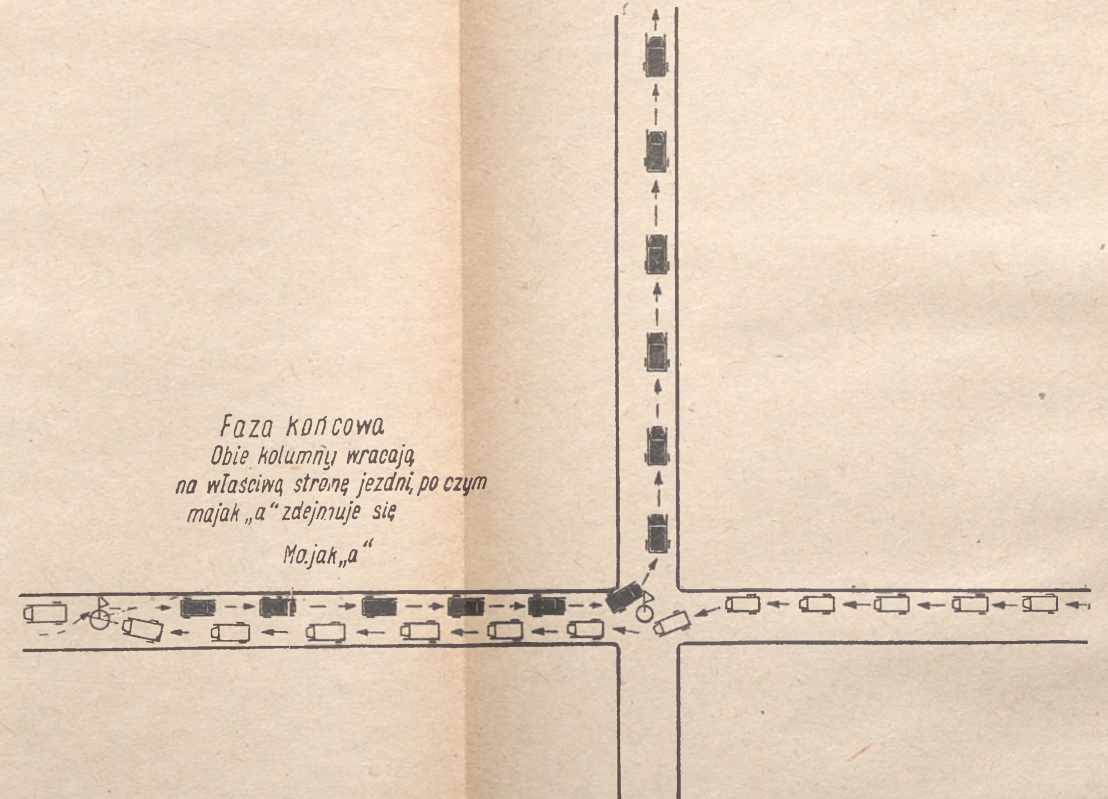 Faza końcowa
Obie kolumny wracają
na właściwą stronę jezdni, po czym
majak „a“ zdejmuje się
Majak „a“